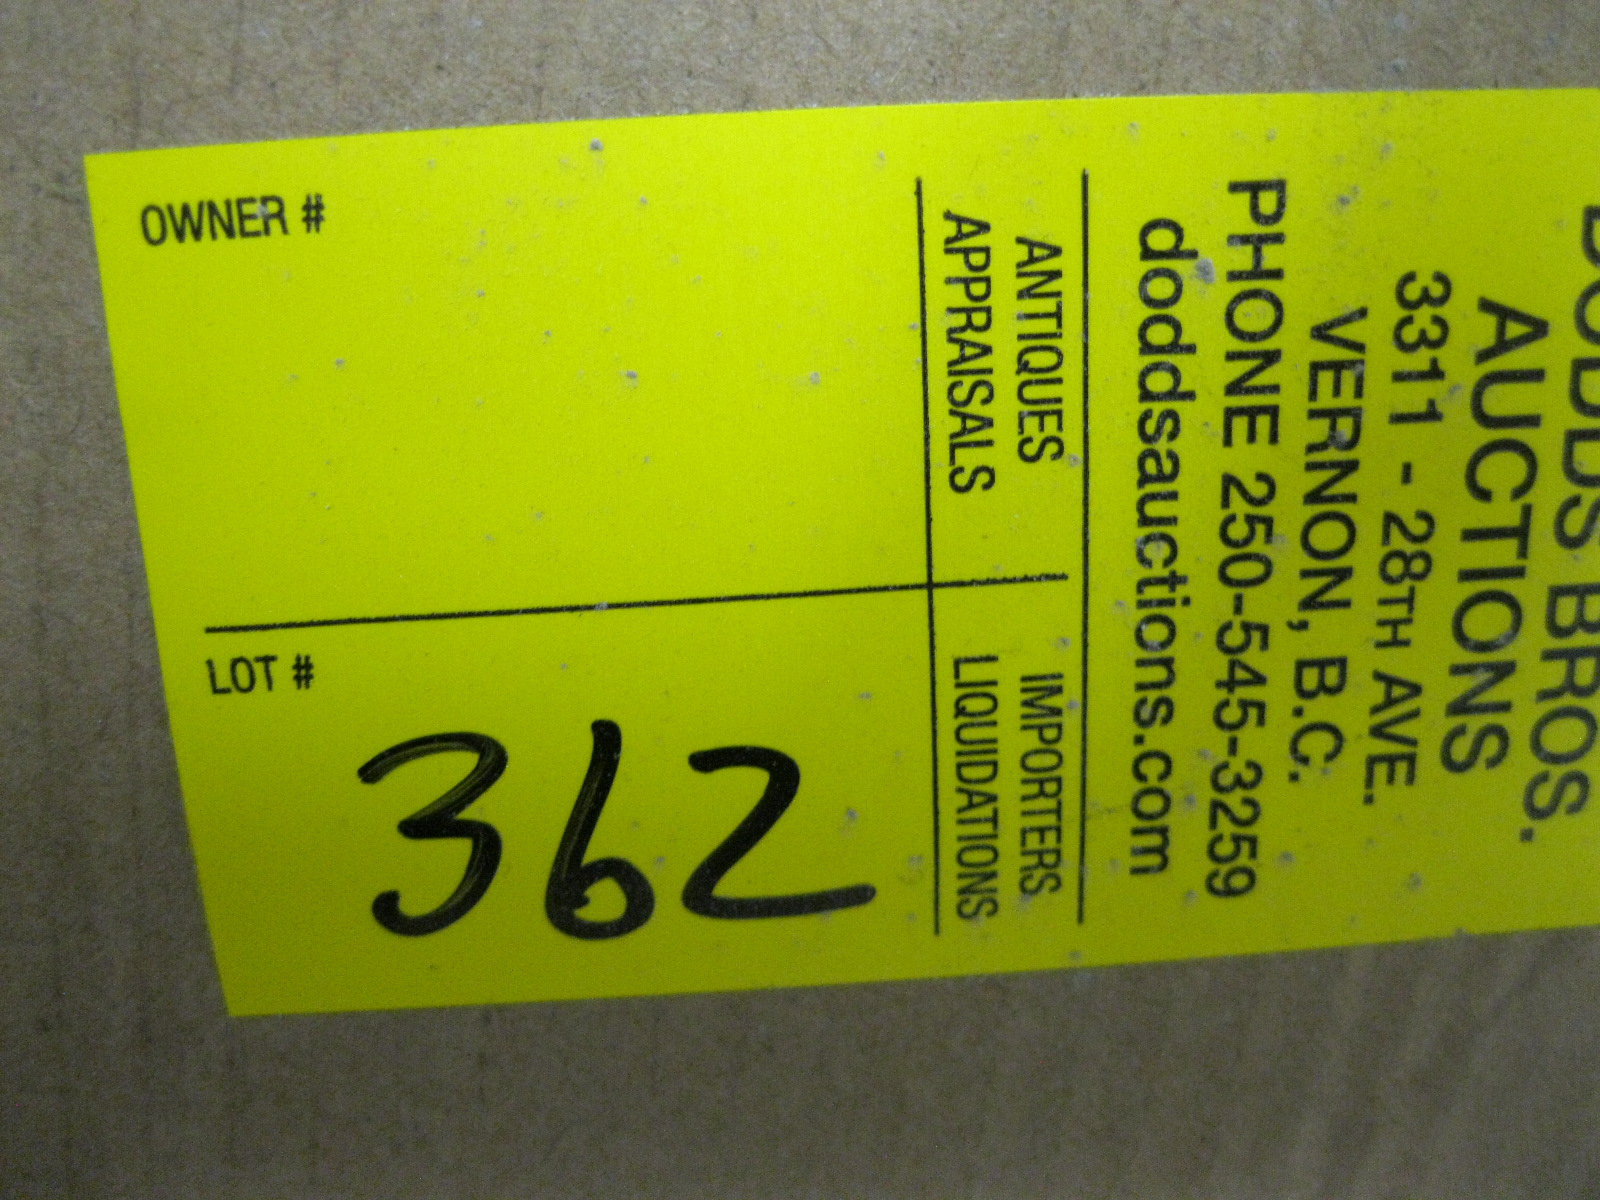 DODDS BROS.
AUCTIONS
3311 - 28TH AVE.
VERNON, B.C.
PHONE 250-545-3259
doddsauctions.com
ANTIQUES
APPRAISALS
IMPORTERS
LIQUIDATIONS
OWNER #
LOT #
362